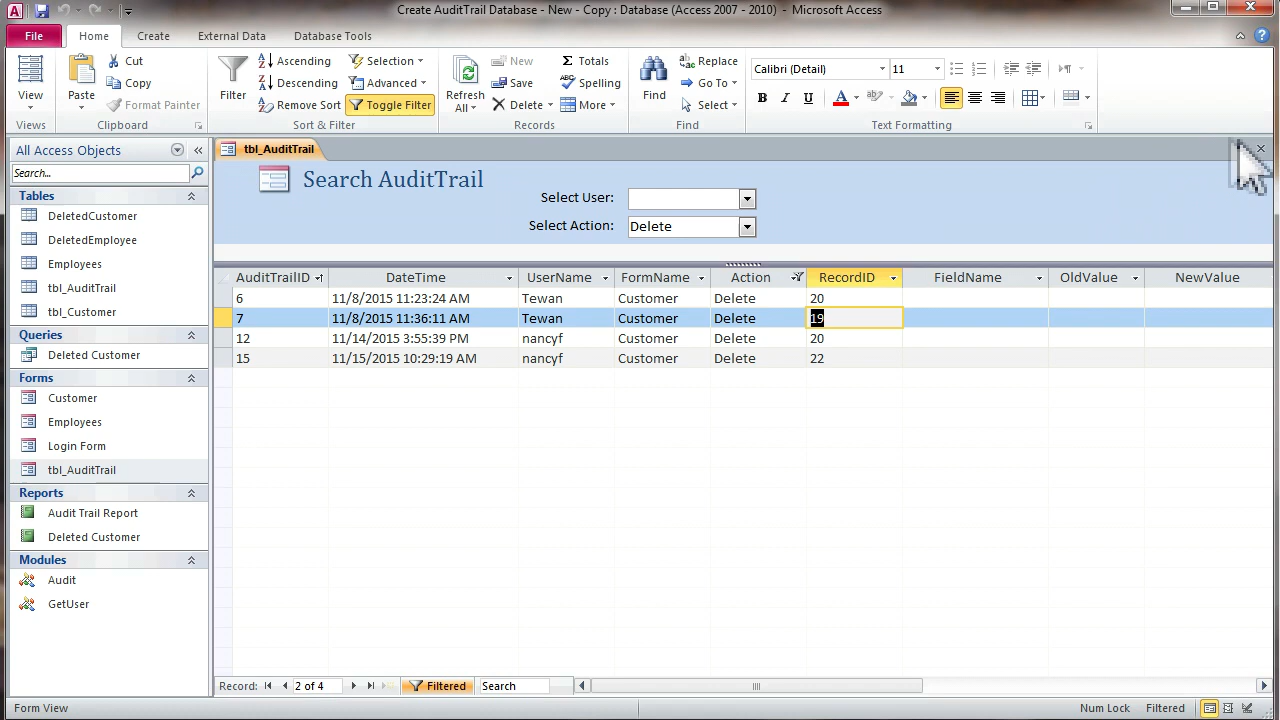 Create AuditTrail Database - New - Copy : Database (Access 2007 - 2010) - Microsoft Access
File Home Create External Data Database Tools
View
Views
Paste
Cut
Copy
Format Painter
Clipboard
Filter
Ascending
Descending
Remove Sort
Selection
Advanced
Toggle Filter
Sort & Filter
Refresh
All
New
Save
Delete
Totals
Spelling
More
Records
Find
Replace
Go To
Select
Find
Calibri (Detail) 11
B I U A
Text Formatting
All Access Objects
Search...
Tables
DeletedCustomer
DeletedEmployee
Employees
tbl_AuditTrail
tbl_Customer
Queries
Deleted Customer
Forms
Customer
Employees
Login Form
tbl_AuditTrail
Reports
Audit Trail Report
Deleted Customer
Modules
Audit
GetUser
tbl_AuditTrail
Search AuditTrail
Select User:
Select Action: Delete
AuditTrailID DateTime UserName FormName Action RecordID FieldName OldValue NewValue
6 11/8/2015 11:23:24 AM Tewan Customer Delete 20
7 11/8/2015 11:36:11 AM Tewan Customer Delete 19
12 11/14/2015 3:55:39 PM nancyf Customer Delete 20
15 11/15/2015 10:29:19 AM nancyf Customer Delete 22
Record: 2 of 4 Filtered Search
Form View Num Lock Filtered